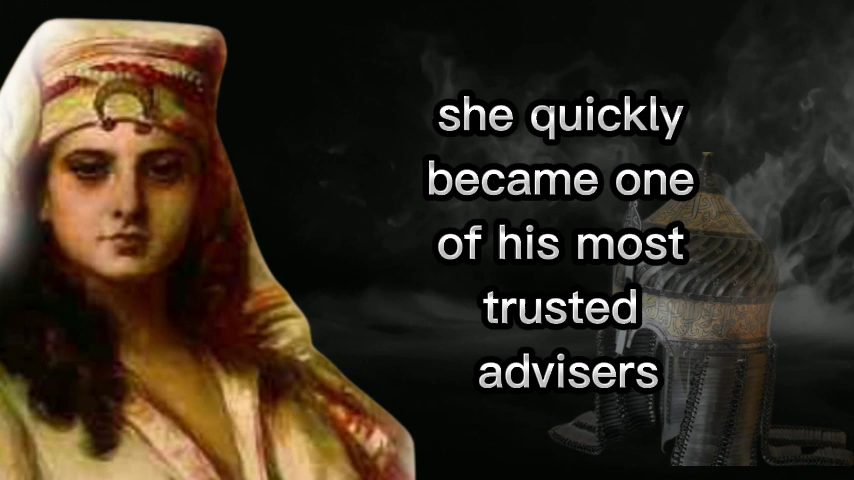 she quickly
became one
of his most
trusted
advisers